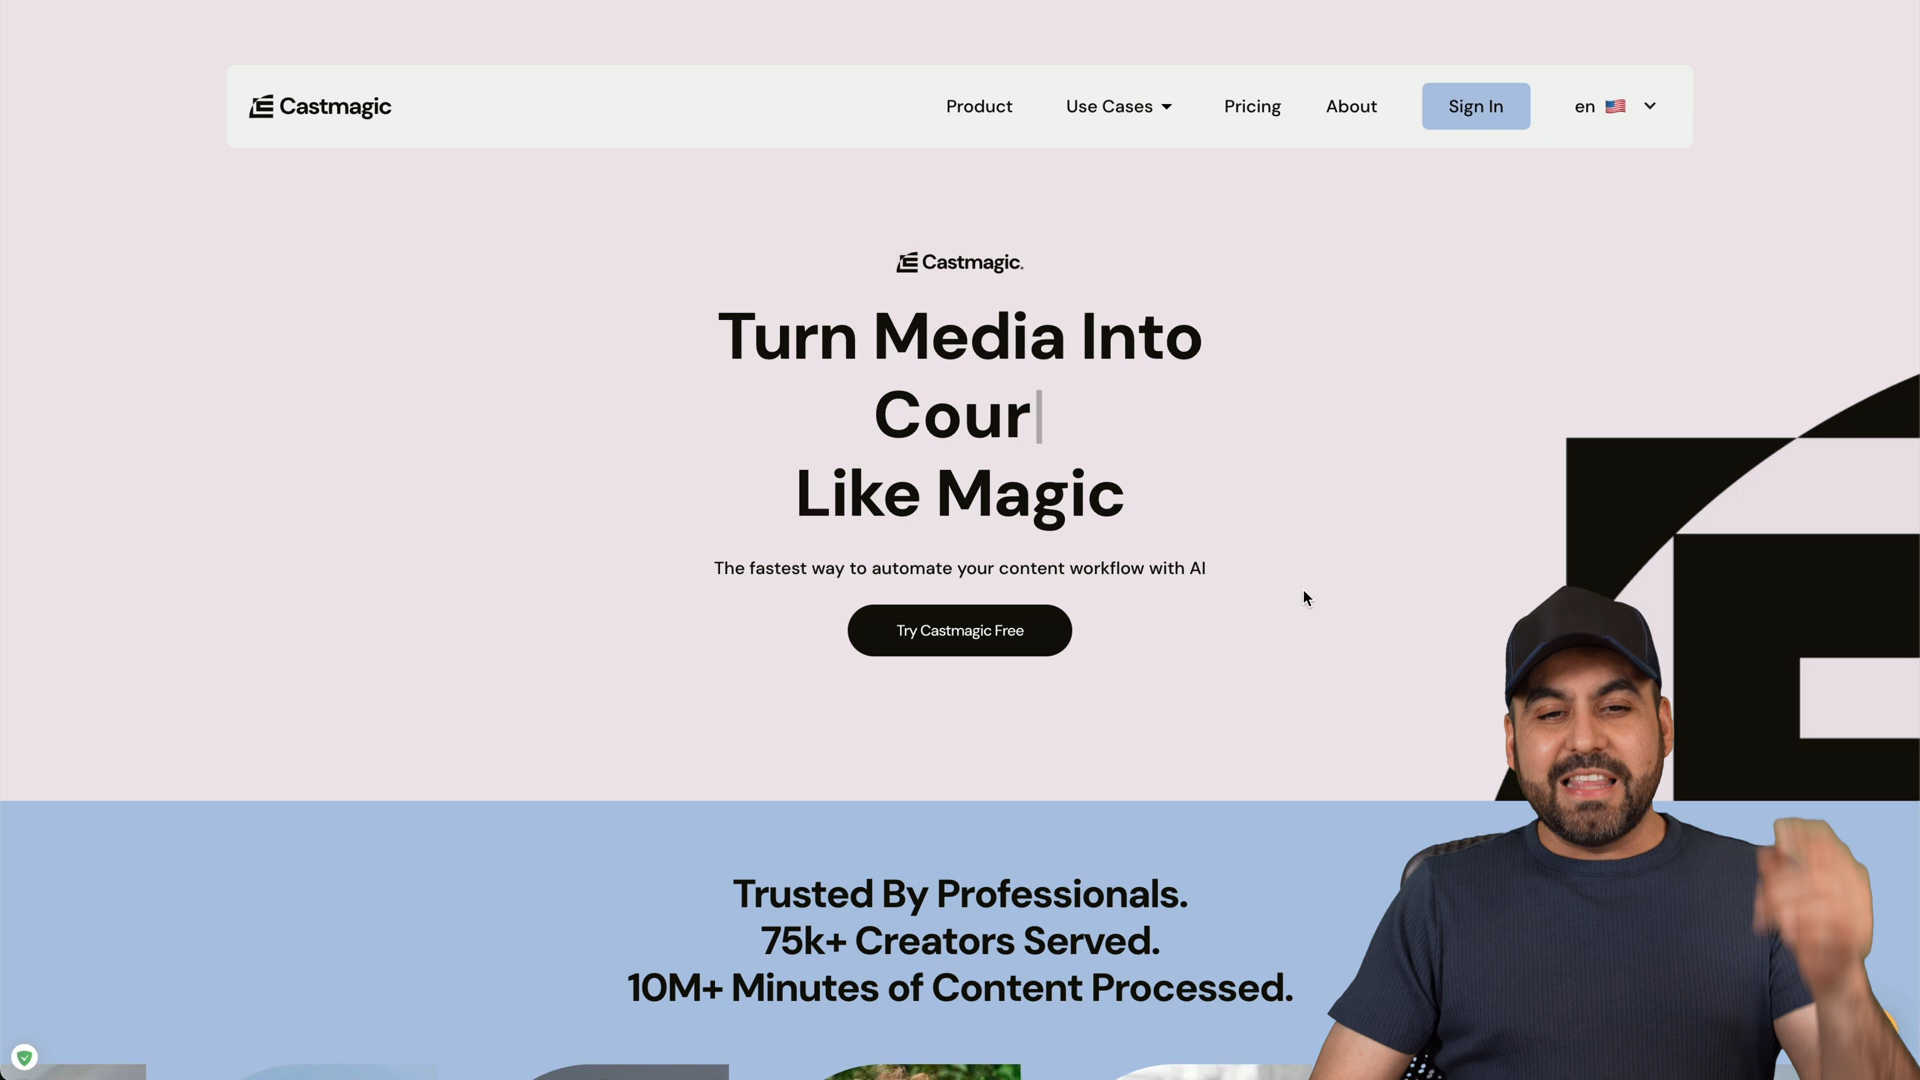 Castmagic
Product
Use Cases
Pricing
About
Sign In
en
Castmagic.
Turn Media Into
Cour
Like Magic
The fastest way to automate your content workflow with AI
Try Castmagic Free
Trusted By Professionals.
75k+ Creators Served.
10M+ Minutes of Content Processed.